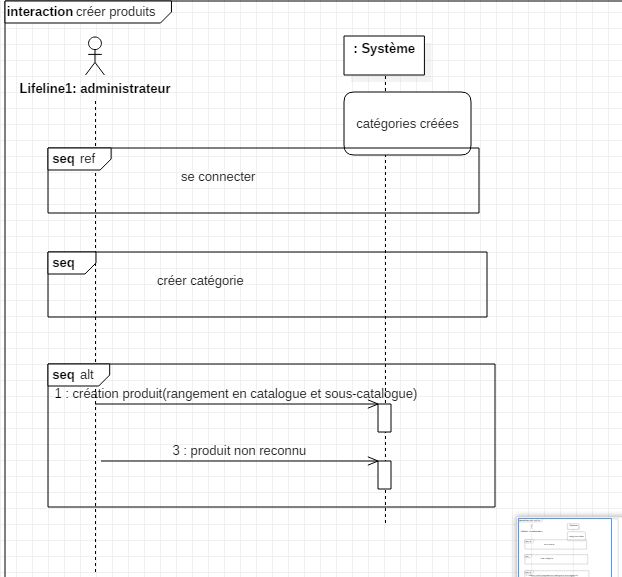 interaction créer produits
: Système
Lifeline1: administrateur
catégories créées
seq ref
se connecter
seq
créer catégorie
seq alt
1 : création produit(rangement en catalogue et sous-catalogue)
3 : produit non reconnu